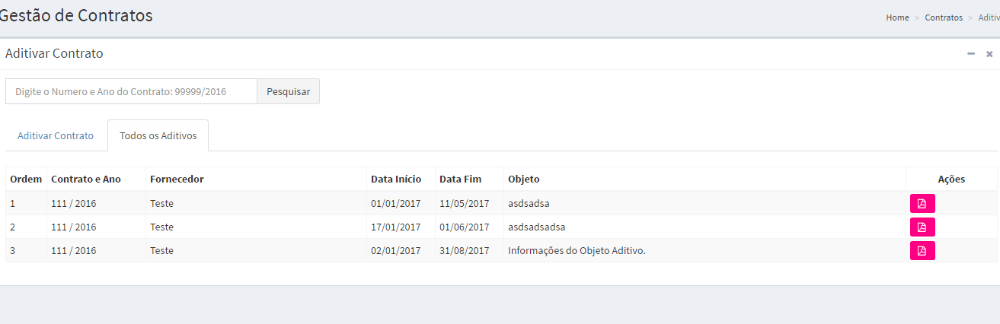 Gestão de Contratos
Home > Contratos > Aditiv
Aditivar Contrato
Digite o Numero e Ano do Contrato: 99999/2016 Pesquisar
Aditivar Contrato Todos os Aditivos
Ordem Contrato e Ano Fornecedor Data Início Data Fim Objeto Ações
1 111 / 2016 Teste 01/01/2017 11/05/2017 asdsadsa
2 111 / 2016 Teste 17/01/2017 01/06/2017 asdsadsadsa
3 111 / 2016 Teste 02/01/2017 31/08/2017 Informações do Objeto Aditivo.